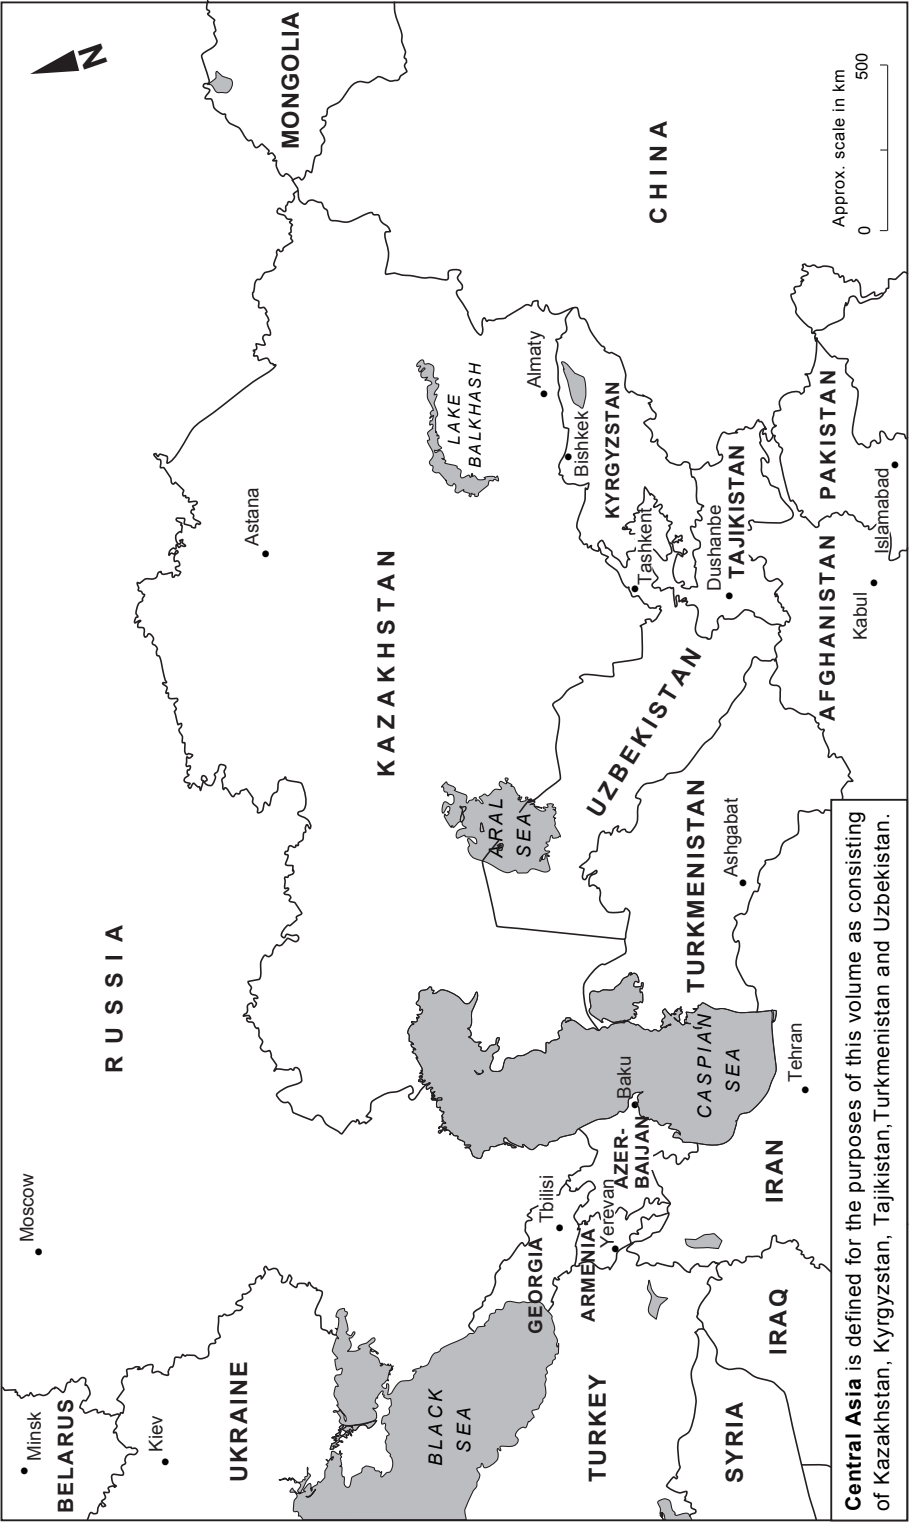 N
RUSSIA
Moscow
Minsk
BELARUS
Kiev
UKRAINE
BLACK
SEA
GEORGIA
Tbilisi
ARMENIA
Yerevan
AZER-
BAIJAN
Baku
CASPIAN
SEA
TURKEY
SYRIA
IRAQ
IRAN
Tehran
KAZAKHSTAN
Astana
ARAL
SEA
LAKE
BALKHASH
Almaty
Bishkek
KYRGYZSTAN
Tashkent
UZBEKISTAN
TURKMENISTAN
Ashgabat
Dushanbe
TAJIKISTAN
AFGHANISTAN
Kabul
PAKISTAN
Islamabad
MONGOLIA
CHINA
Approx. scale in km
0 500
Central Asia is defined for the purposes of this volume as consisting
of Kazakhstan, Kyrgyzstan, Tajikistan, Turkmenistan and Uzbekistan.